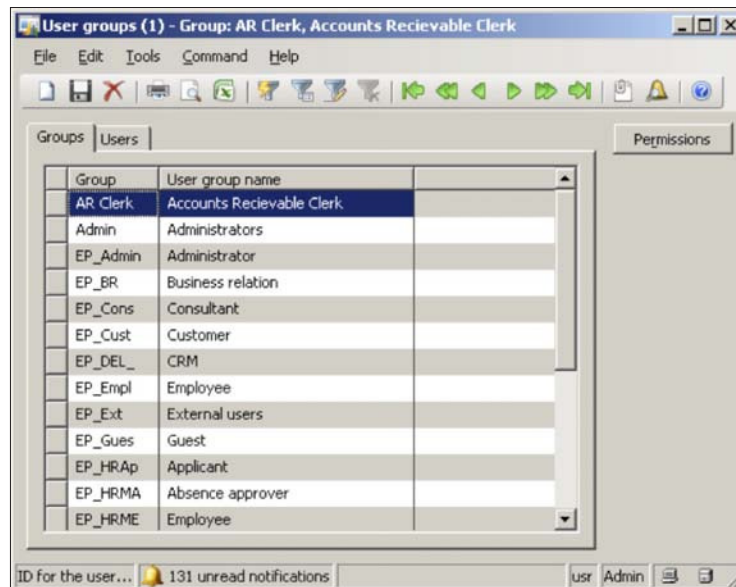 User groups (1) - Group: AR Clerk, Accounts Recievable Clerk
File Edit Tools Command Help
Groups Users Permissions
Group User group name
AR Clerk Accounts Recievable Clerk
Admin Administrators
EP_Admin Administrator
EP_BR Business relation
EP_Cons Consultant
EP_Cust Customer
EP_DEL_ CRM
EP_Empl Employee
EP_Ext External users
EP_Gues Guest
EP_HRAp Applicant
EP_HRMA Absence approver
EP_HRME Employee
ID for the user... 131 unread notifications usr Admin